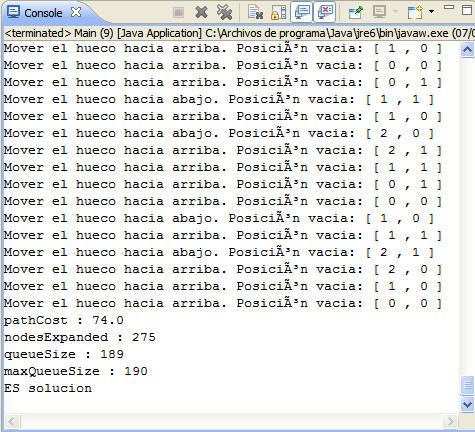 Console
<terminated> Main (9) [Java Application] C:\Archivos de programa\Java\jre6\bin\javaw.exe (07/0
Mover el hueco hacia arriba. PosiciÃ³n vacia: [ 1 , 0 ]
Mover el hueco hacia arriba. PosiciÃ³n vacia: [ 0 , 0 ]
Mover el hueco hacia arriba. PosiciÃ³n vacia: [ 0 , 1 ]
Mover el hueco hacia abajo. PosiciÃ³n vacia: [ 1 , 1 ]
Mover el hueco hacia arriba. PosiciÃ³n vacia: [ 1 , 0 ]
Mover el hueco hacia abajo. PosiciÃ³n vacia: [ 2 , 0 ]
Mover el hueco hacia arriba. PosiciÃ³n vacia: [ 2 , 1 ]
Mover el hueco hacia arriba. PosiciÃ³n vacia: [ 1 , 1 ]
Mover el hueco hacia arriba. PosiciÃ³n vacia: [ 0 , 1 ]
Mover el hueco hacia arriba. PosiciÃ³n vacia: [ 0 , 0 ]
Mover el hueco hacia abajo. PosiciÃ³n vacia: [ 1 , 0 ]
Mover el hueco hacia arriba. PosiciÃ³n vacia: [ 1 , 1 ]
Mover el hueco hacia abajo. PosiciÃ³n vacia: [ 2 , 1 ]
Mover el hueco hacia arriba. PosiciÃ³n vacia: [ 2 , 0 ]
Mover el hueco hacia arriba. PosiciÃ³n vacia: [ 1 , 0 ]
Mover el hueco hacia arriba. PosiciÃ³n vacia: [ 0 , 0 ]
pathCost : 74.0
nodesExpanded : 275
queueSize : 189
maxQueueSize : 190
ES solucion